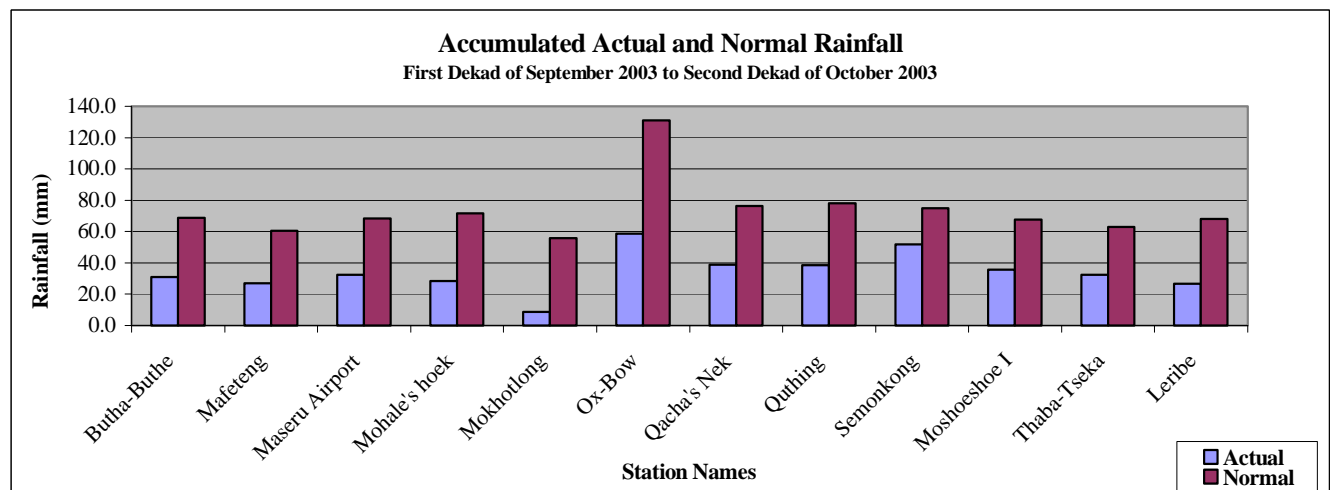 Accumulated Actual and Normal Rainfall
First Dekad of September 2003 to Second Dekad of October 2003
Rainfall (mm)
140.0
120.0
100.0
80.0
60.0
40.0
20.0
0.0
Butha-Buthe
Mafeteng
Maseru Airport
Mohale's hoek
Mokhotlong
Ox-Bow
Qacha's Nek
Quthing
Semonkong
Moshoeshoe I
Thaba-Tseka
Leribe
Station Names
Actual
Normal